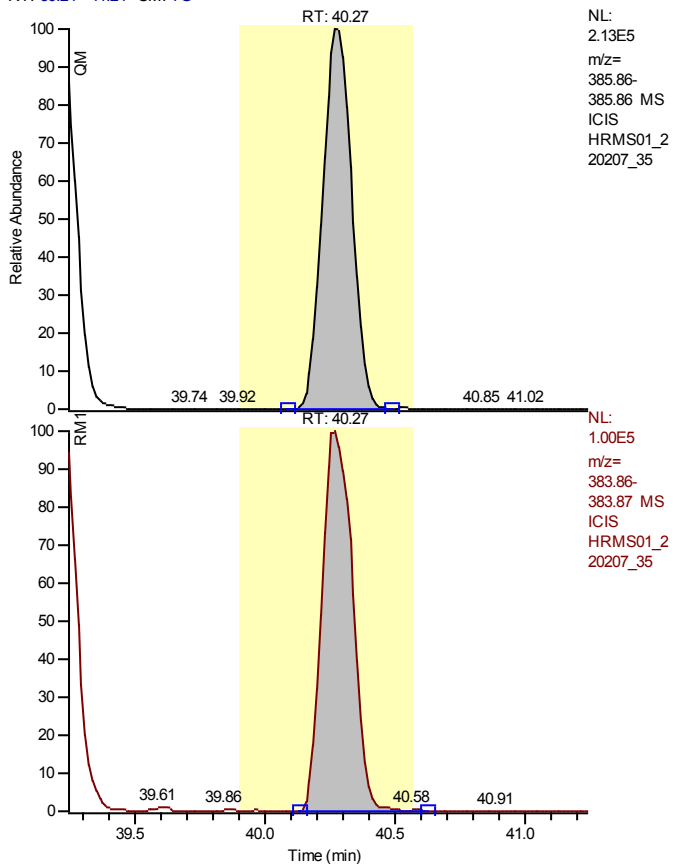 RT: 40.27
NL:
2.13E5
m/z=
385.86-
385.86 MS
ICIS
HRMS01_2
20207_35
QM
100
90
80
70
60
50
40
30
20
10
0
Relative Abundance
39.74 39.92 40.85 41.02
RT: 40.27
NL:
1.00E5
m/z=
383.86-
383.87 MS
ICIS
HRMS01_2
20207_35
RM1
100
90
80
70
60
50
40
30
20
10
0
39.61 39.86 40.58 40.91
39.5 40.0 40.5 41.0
Time (min)